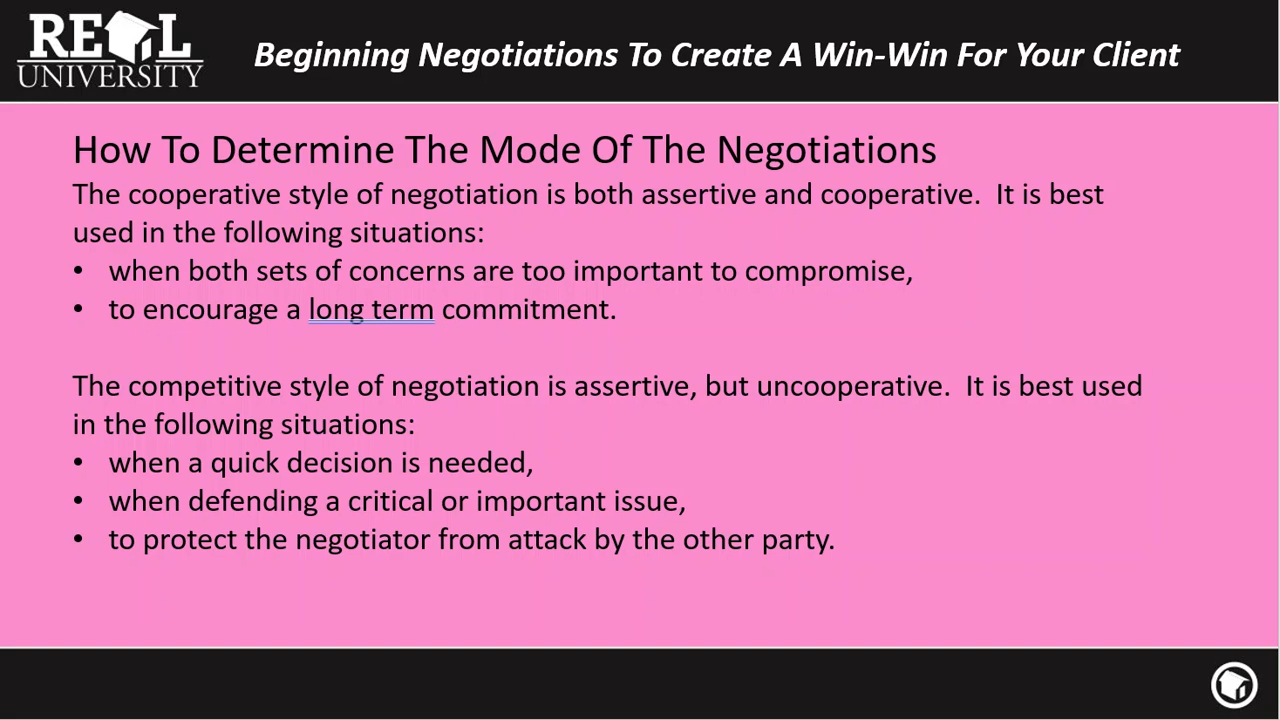 REAL
UNIVERSITY
Beginning Negotiations To Create A Win-Win For Your Client
How To Determine The Mode Of The Negotiations
The cooperative style of negotiation is both assertive and cooperative.  It is best
used in the following situations:
• when both sets of concerns are too important to compromise,
• to encourage a long term commitment.
The competitive style of negotiation is assertive, but uncooperative.  It is best used
in the following situations:
• when a quick decision is needed,
• when defending a critical or important issue,
• to protect the negotiator from attack by the other party.